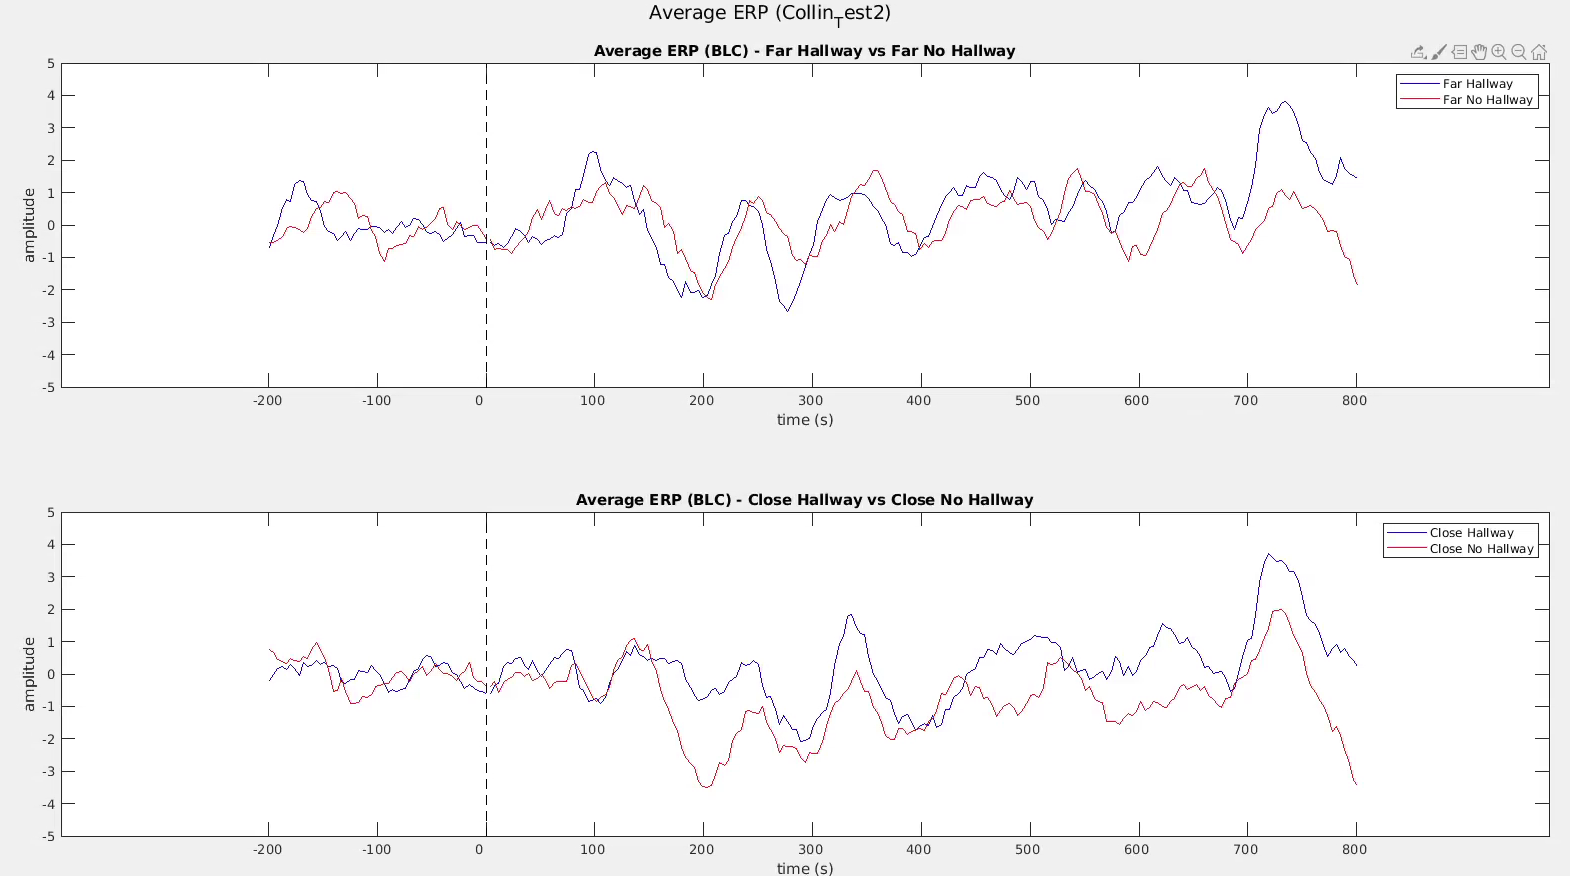 Average ERP (Collin_Test2)
Average ERP (BLC) - Far Hallway vs Far No Hallway
Far Hallway
Far No Hallway
5
4
3
2
1
0
-1
-2
-3
-4
-5
amplitude
-200 -100 0 100 200 300 400 500 600 700 800
time (s)
Average ERP (BLC) - Close Hallway vs Close No Hallway
Close Hallway
Close No Hallway
5
4
3
2
1
0
-1
-2
-3
-4
-5
amplitude
-200 -100 0 100 200 300 400 500 600 700 800
time (s)